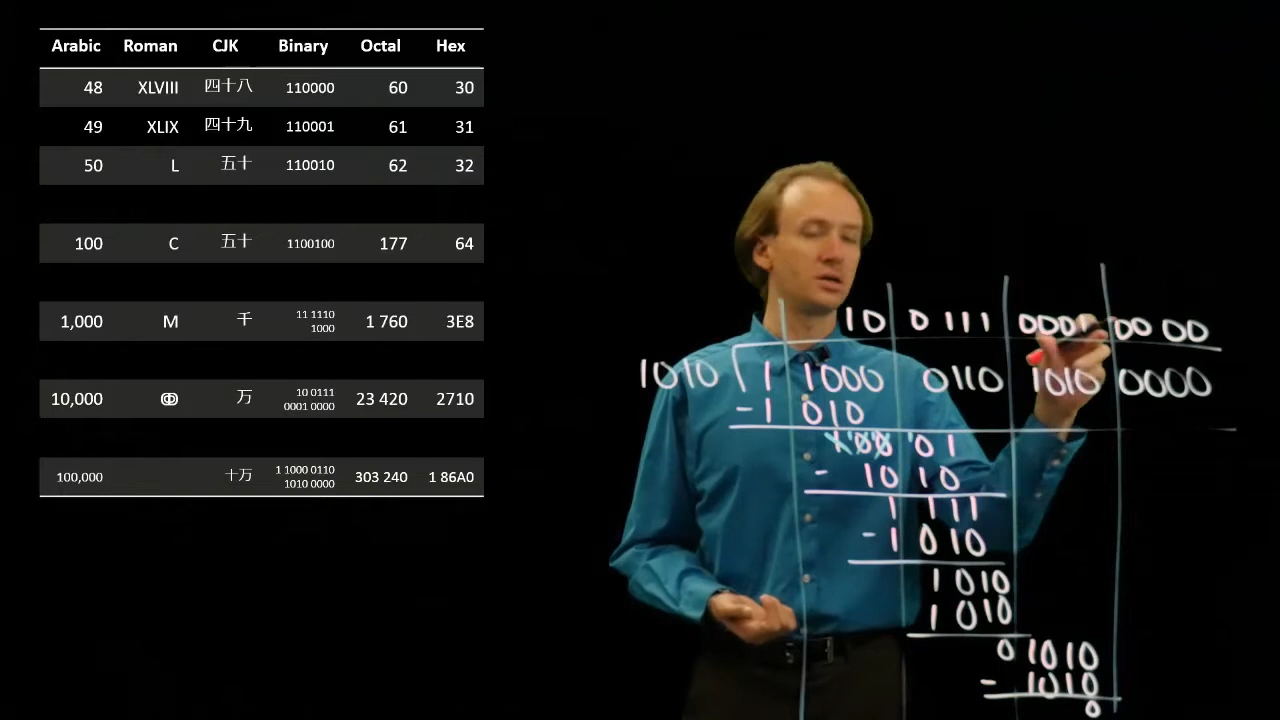 Arabic Roman CJK Binary Octal Hex
48 XLVIII 四十八 110000 60 30
49 XLIX 四十九 110001 61 31
50 L 五十 110010 62 32
100 C 五十 1100100 177 64
1,000 M 千 11 1110 1000 1 760 3E8
10,000 ↂ 万 10 0111 0001 0000 23 420 2710
100,000 十万 1 1000 0110 1010 0000 303 240 1 86A0
10 0111 0001 0000
1010 1 1000 0110 1010 0000
-1 010
100 01
- 10 10
1 111
-1 010
1 010
1 010
0 1010
- 1010
0